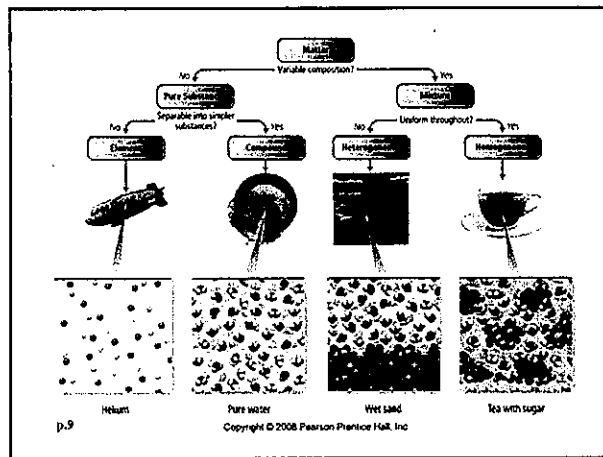 Matter
Variable composition?
No
Yes
Pure Substance
Mixture
Separable into simpler
substances?
Uniform throughout?
No
Yes
No
Yes
Element
Compound
Heterogeneous
Homogeneous
Helium
Pure water
Wet sand
Tea with sugar
p.9
Copyright © 2008 Pearson Prentice Hall, Inc